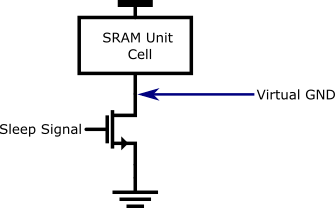 SRAM Unit
Cell
Virtual GND
Sleep Signal